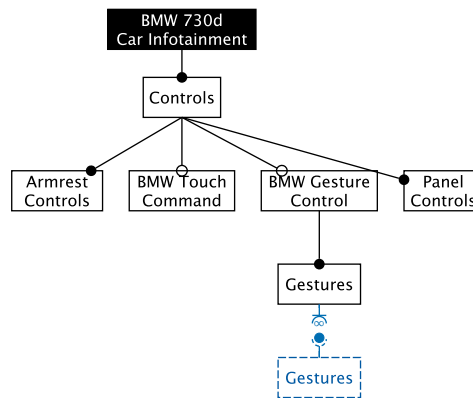 BMW 730d
Car Infotainment
Controls
Armrest
Controls
BMW Touch
Command
BMW Gesture
Control
Panel
Controls
Gestures
∞
Gestures